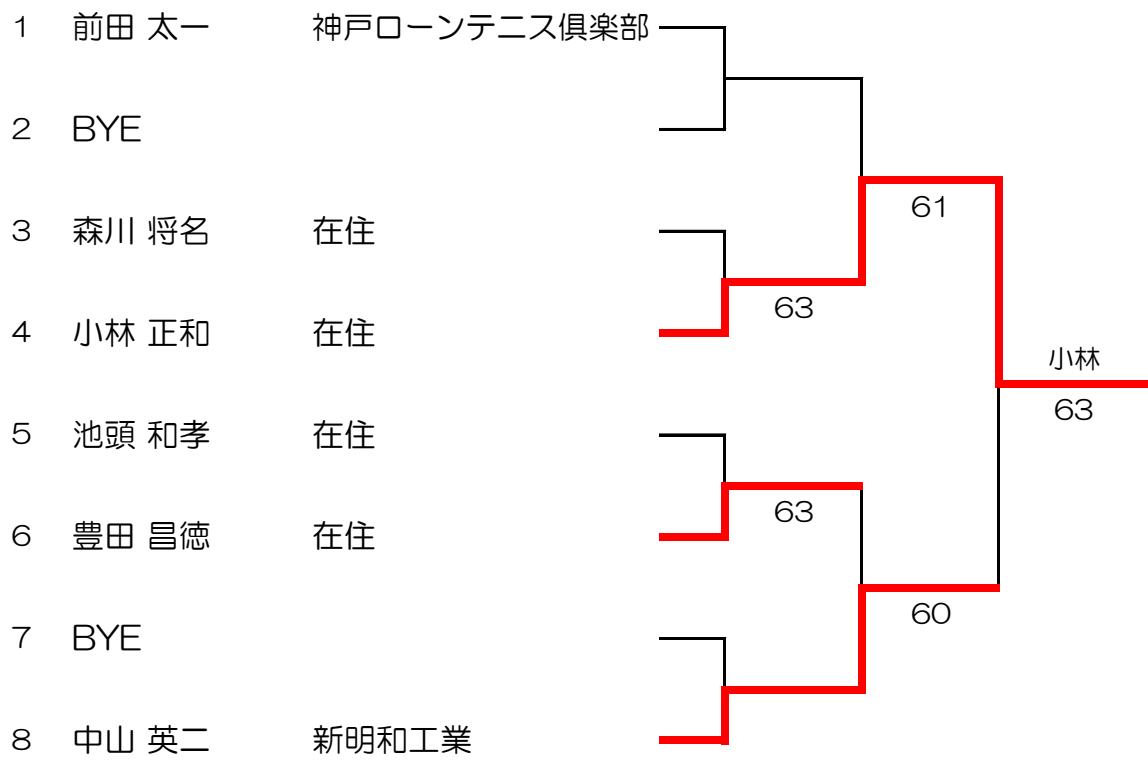 1 前田 太一 神戸ローンテニス倶楽部
2 BYE
61
3 森川 将名 在住
63
4 小林 正和 在住
小林
63
5 池頭 和孝 在住
63
6 豊田 昌徳 在住
60
7 BYE
8 中山 英二 新明和工業